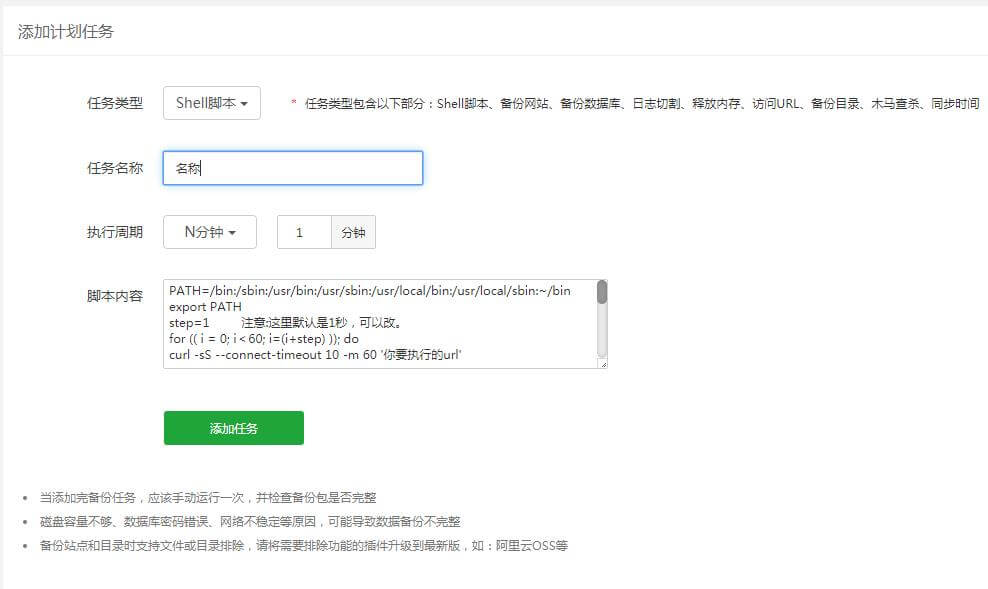 添加计划任务
任务类型 Shell脚本 * 任务类型包含以下部分：Shell脚本、备份网站、备份数据库、日志切割、释放内存、访问URL、备份目录、木马查杀、同步时间
任务名称 名称
执行周期 N分钟 1 分钟
脚本内容 PATH=/bin:/sbin:/usr/bin:/usr/sbin:/usr/local/bin:/usr/local/sbin:~/bin
export PATH
step=1 注意:这里默认是1秒，可以改。
for (( i = 0; i < 60; i=(i+step) )); do
curl -sS --connect-timeout 10 -m 60 '你要执行的url'
添加任务
当添加完备份任务，应该手动运行一次，并检查备份包是否完整
磁盘容量不够、数据库密码错误、网络不稳定等原因，可能导致数据备份不完整
备份站点和目录时支持文件或目录排除，请将需要排除功能的插件升级到最新版，如：阿里云OSS等